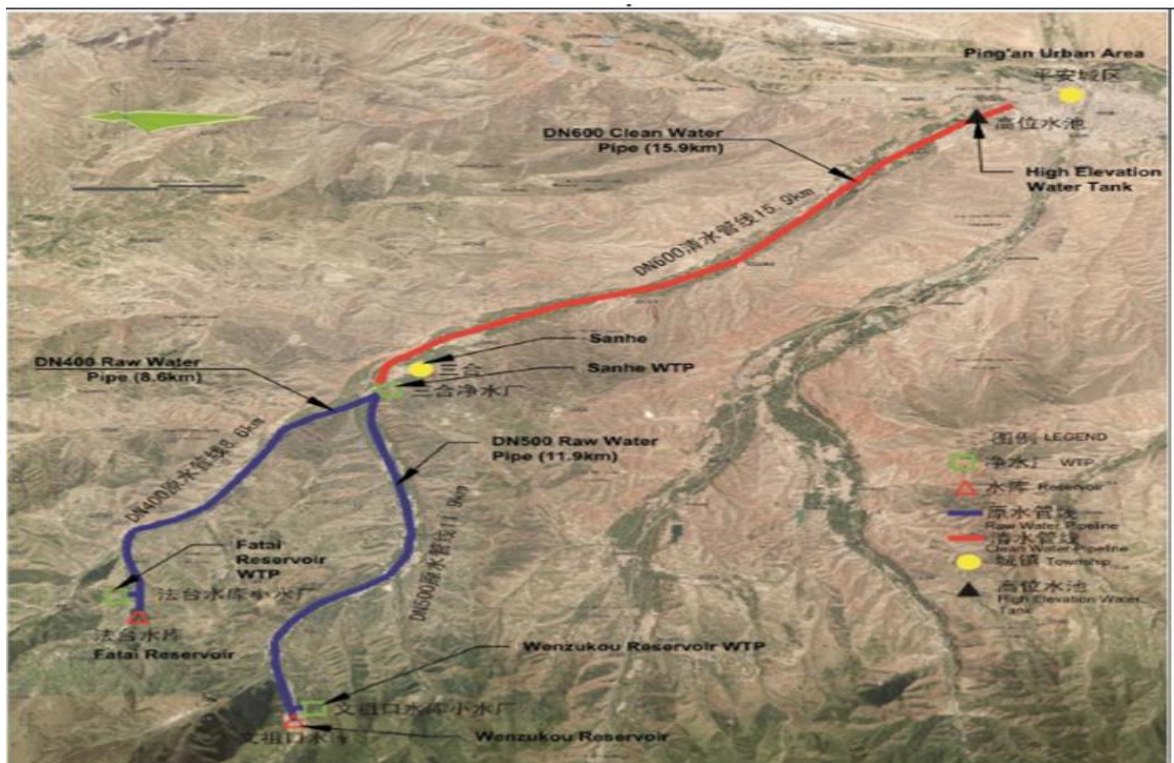 Ping'an Urban Area
平安城区
DN600 Clean Water
Pipe (15.9km)
高位水池
High Elevation
Water Tank
DN600清水管线15.9km
Sanhe
三合
DN400 Raw Water
Pipe (8.6km)
Sanhe WTP
三合净水厂
DN400原水管线8.6km
DN500 Raw Water
Pipe (11.9km)
DN500原水管线11.9km
Fatai
Reservoir
WTP
法台水库小水厂
法台水库
Fatai Reservoir
Wenzukou Reservoir WTP
文祖口水库小水厂
文祖口水库
Wenzukou Reservoir
图例 LEGEND
净水厂 WTP
水库 Reservoir
原水管线
Raw Water Pipeline
清水管线
Clean Water Pipeline
城镇 Township
高位水池
High Elevation Water
Tank